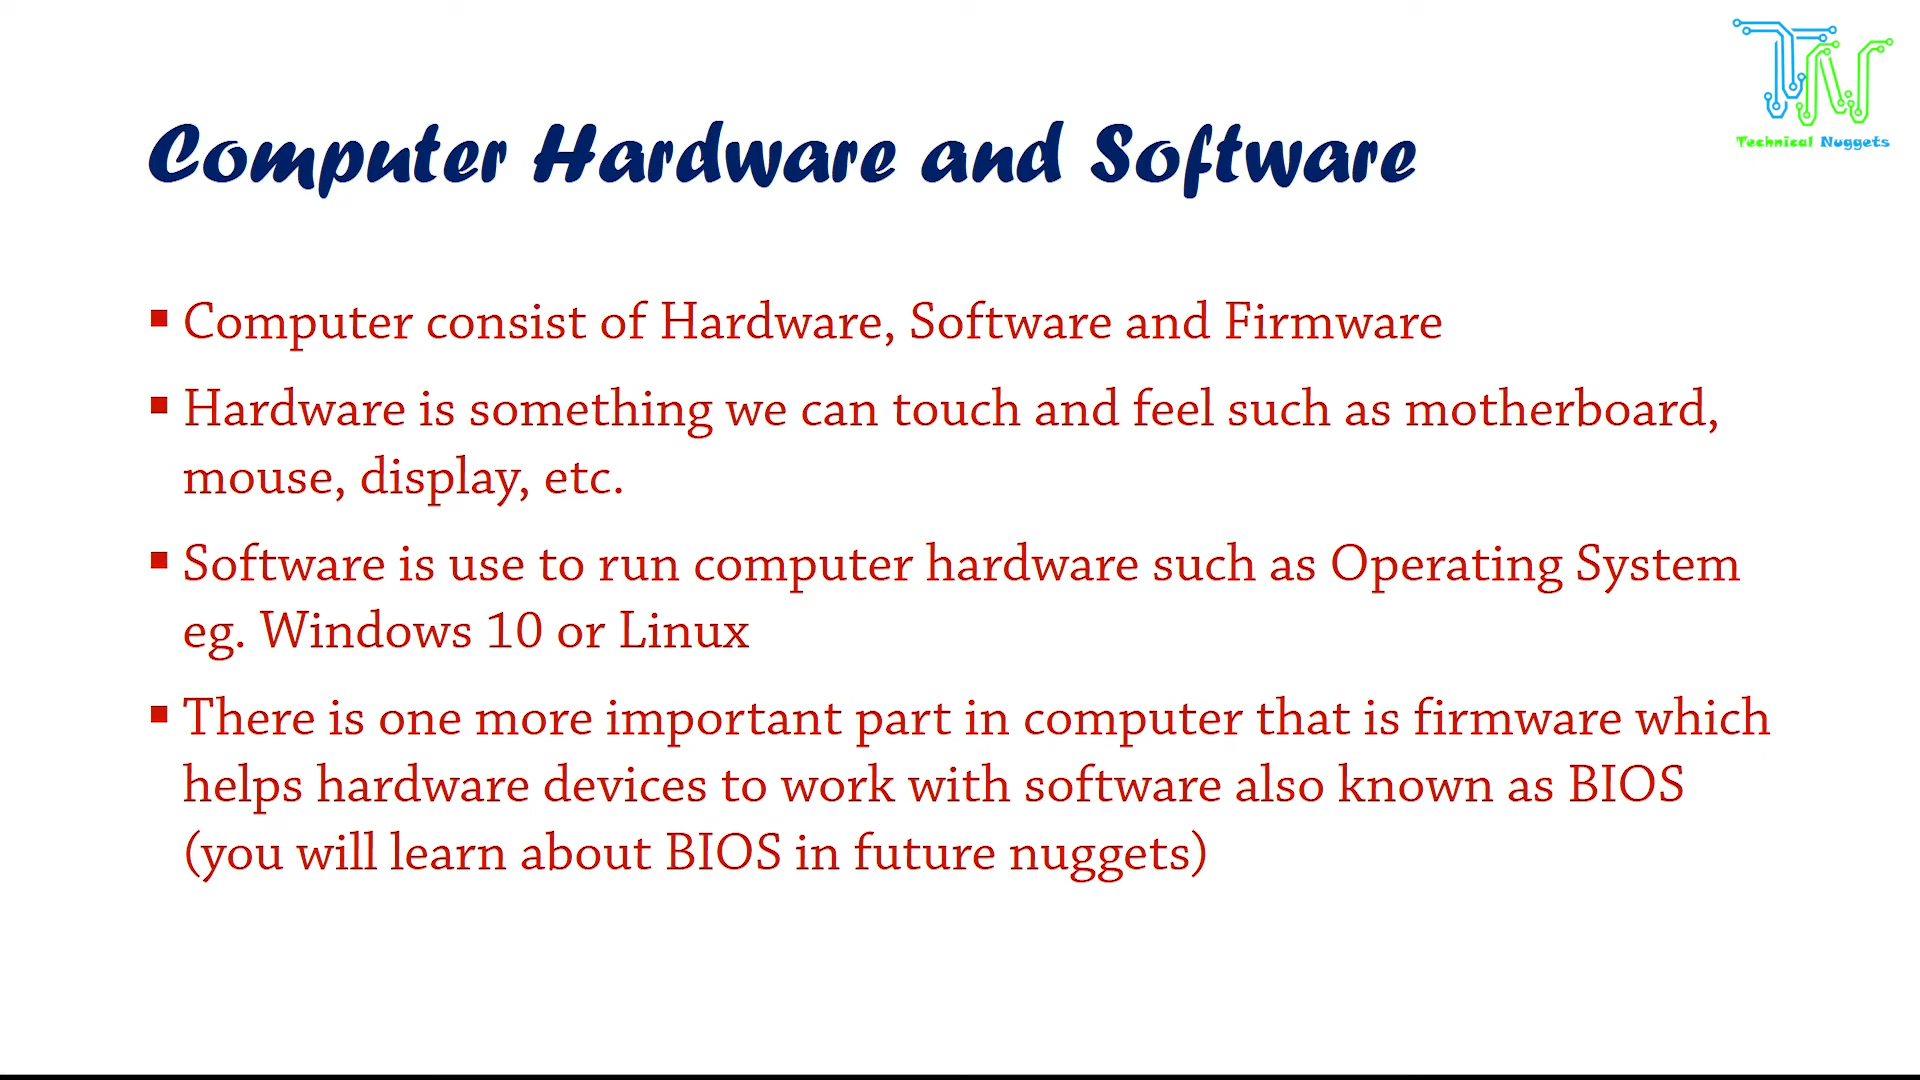 Technical Nuggets
Computer Hardware and Software
▪ Computer consist of Hardware, Software and Firmware
▪ Hardware is something we can touch and feel such as motherboard,
mouse, display, etc.
▪ Software is use to run computer hardware such as Operating System
eg. Windows 10 or Linux
▪ There is one more important part in computer that is firmware which
helps hardware devices to work with software also known as BIOS
(you will learn about BIOS in future nuggets)